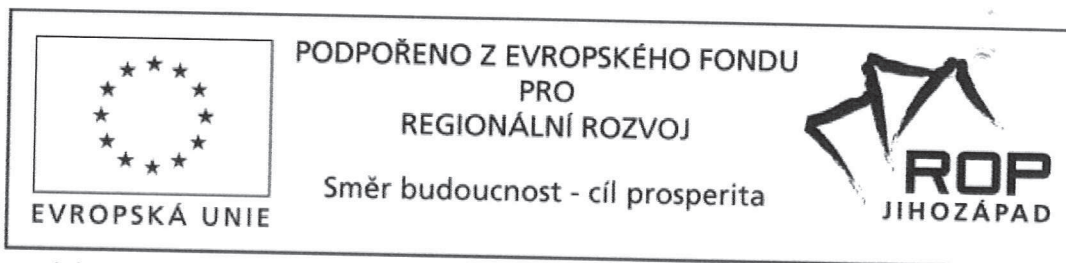 EVROPSKÁ UNIE
PODPOŘENO Z EVROPSKÉHO FONDU
PRO
REGIONÁLNÍ ROZVOJ
Směr budoucnost - cíl prosperita
ROP
JIHOZÁPAD